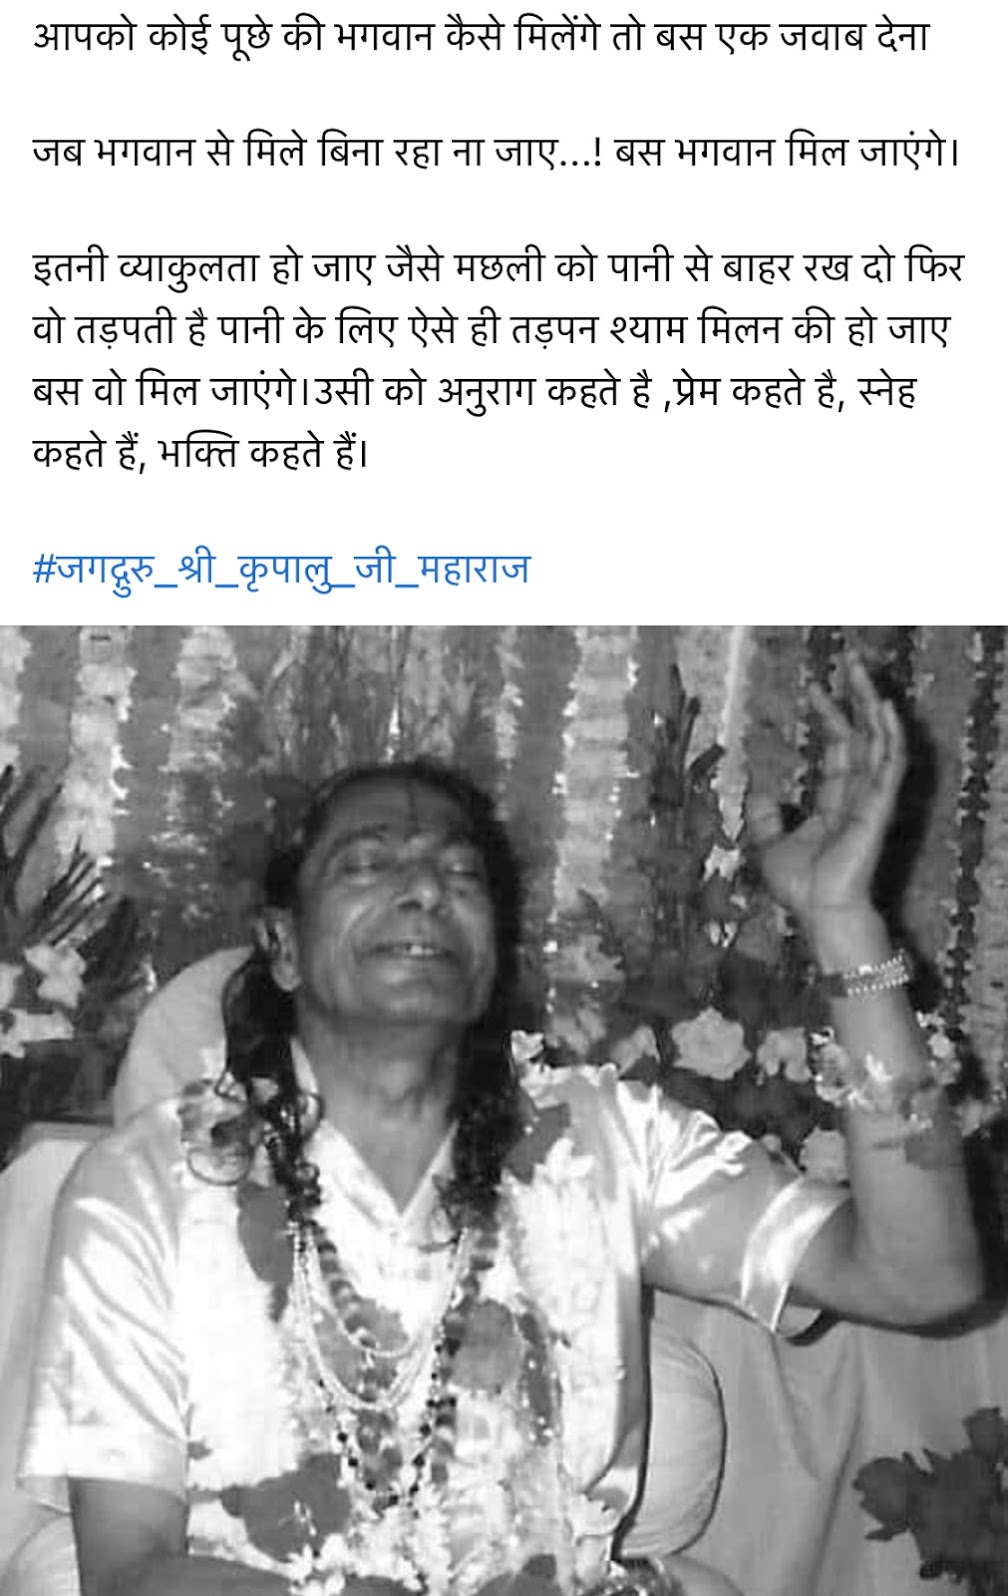 आपको कोई पूछे की भगवान कैसे मिलेंगे तो बस एक जवाब देना
जब भगवान से मिले बिना रहा ना जाए...! बस भगवान मिल जाएंगे।
इतनी व्याकुलता हो जाए जैसे मछली को पानी से बाहर रख दो फिर
वो तड़पती है पानी के लिए ऐसे ही तड़पन श्याम मिलन की हो जाए
बस वो मिल जाएंगे।उसी को अनुराग कहते है ,प्रेम कहते है, स्नेह
कहते हैं, भक्ति कहते हैं।
#जगद्गुरु_श्री_कृपालु_जी_महाराज